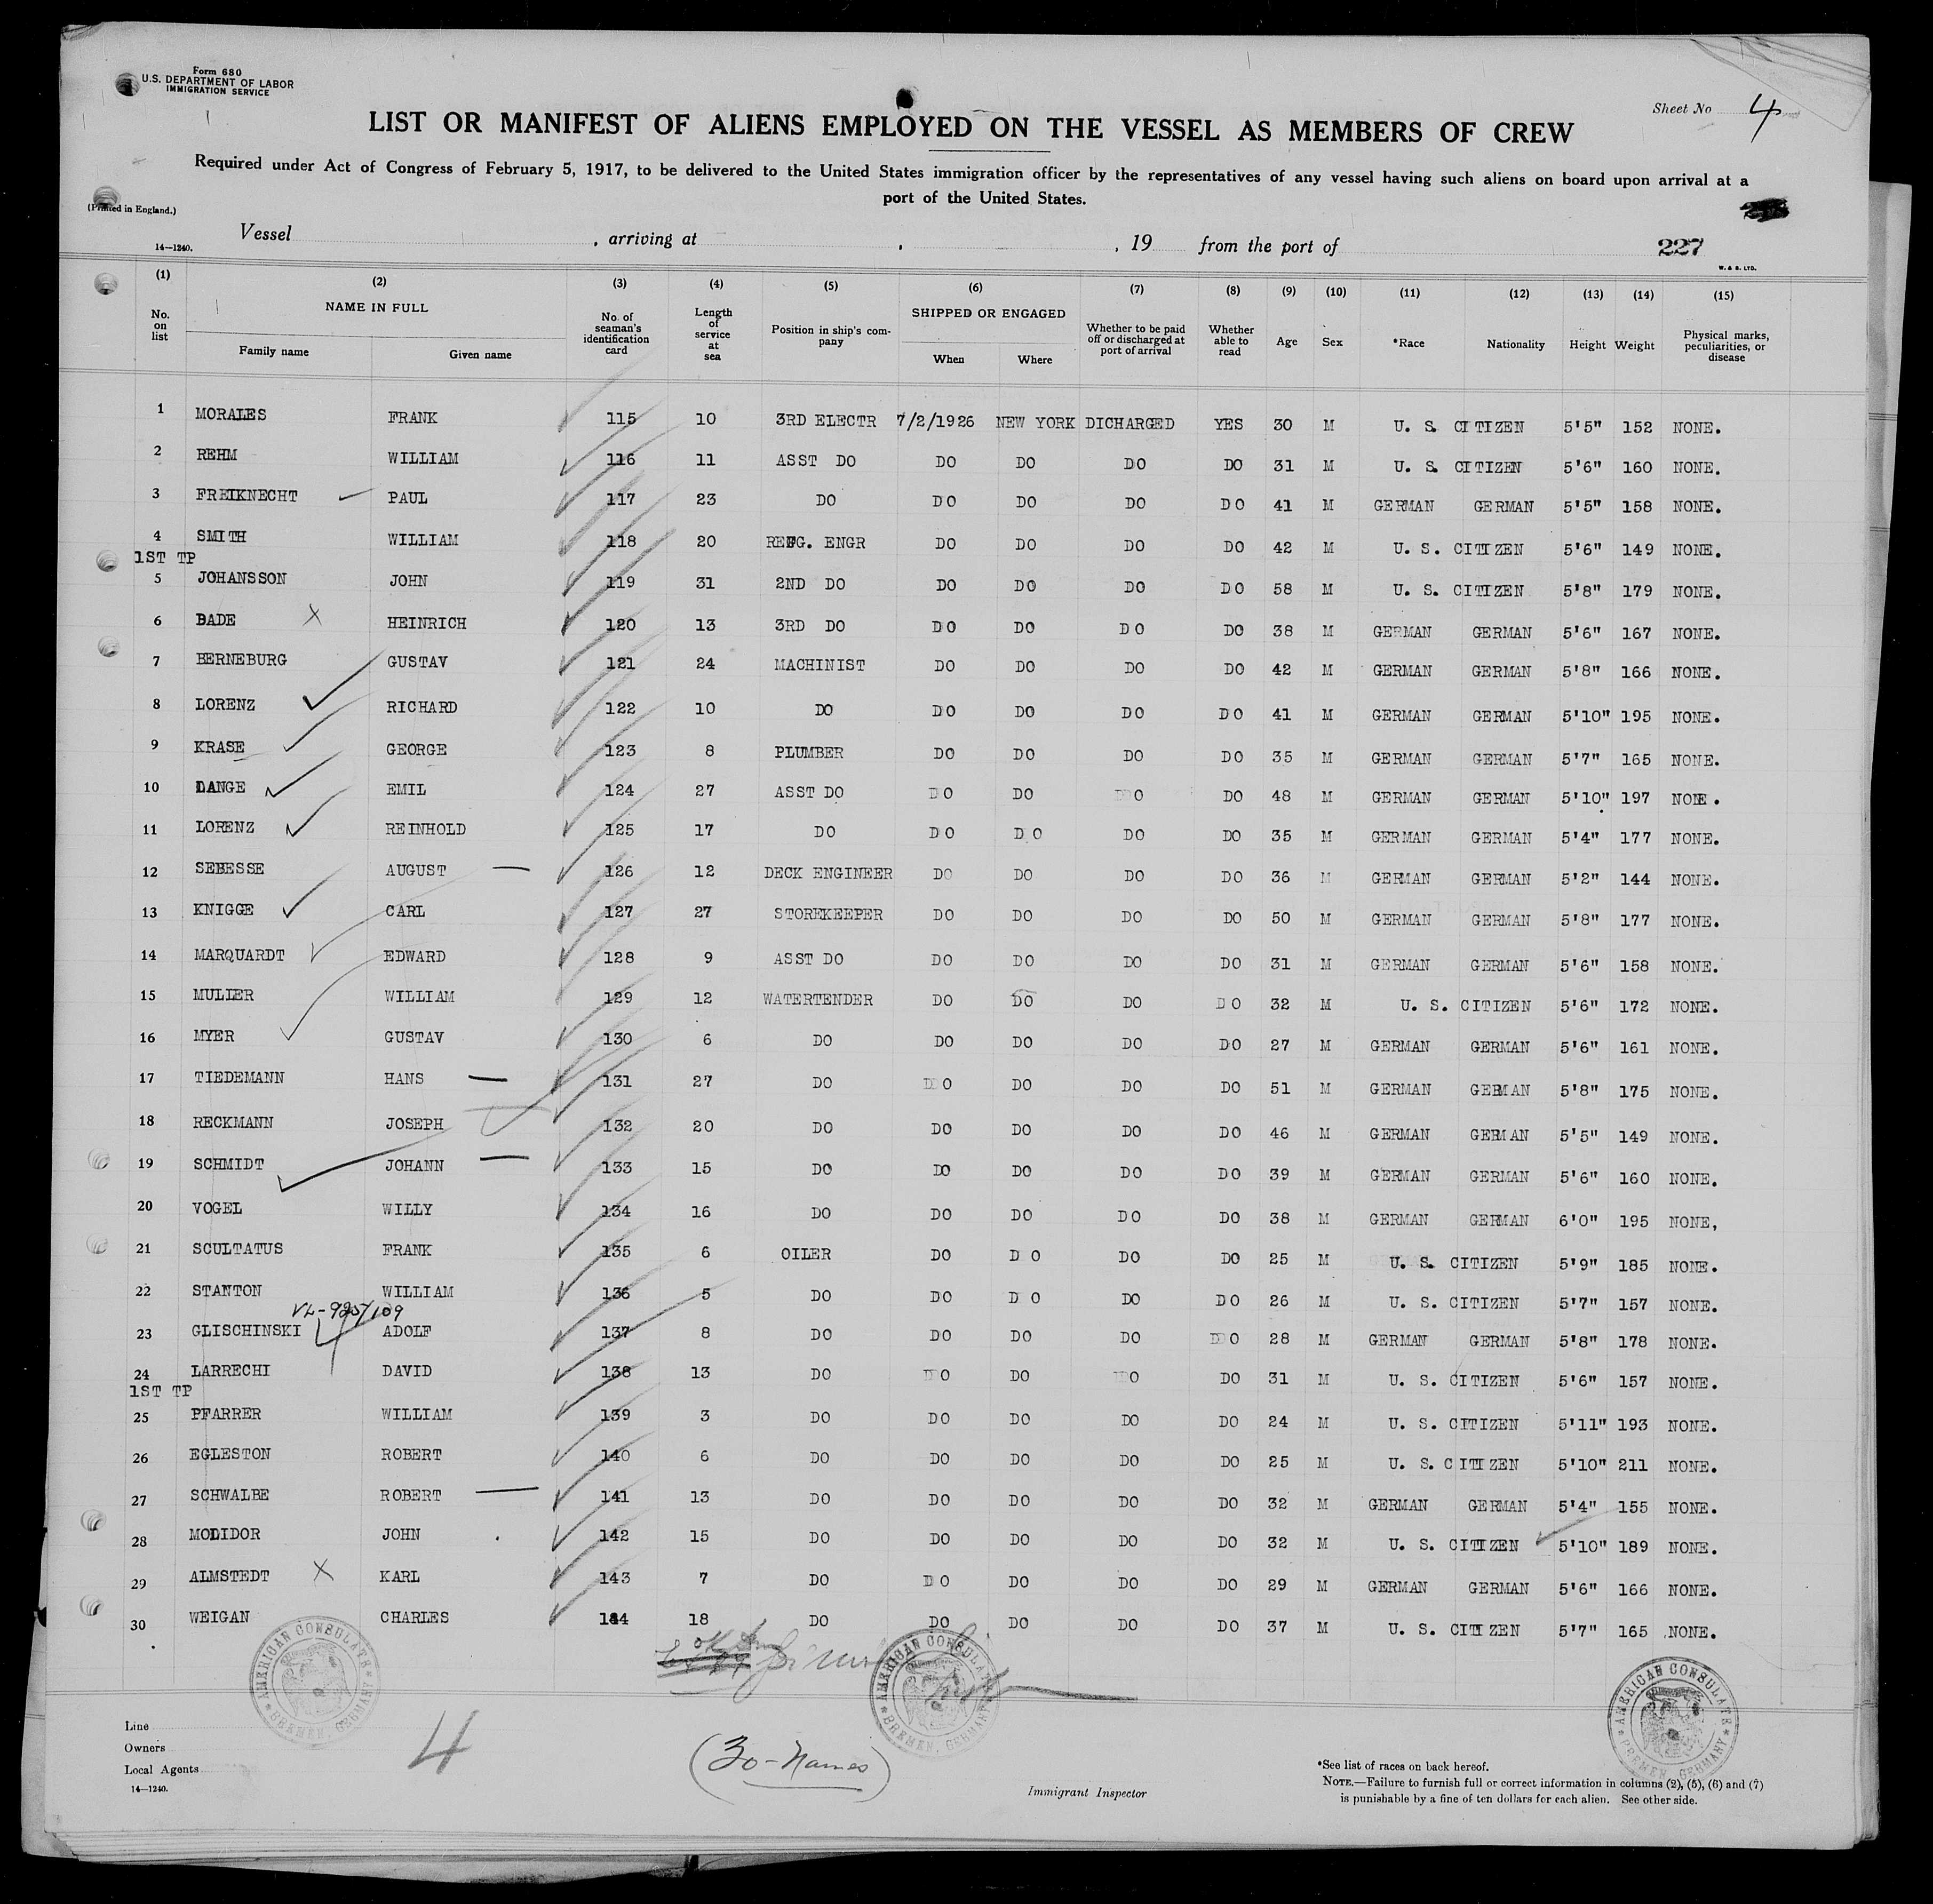 Form 680
U.S. DEPARTMENT OF LABOR
IMMIGRATION SERVICE
Sheet No 4
LIST OR MANIFEST OF ALIENS EMPLOYED ON THE VESSEL AS MEMBERS OF CREW
Required under Act of Congress of February 5, 1917, to be delivered to the United States immigration officer by the representatives of any vessel having such aliens on board upon arrival at a
port of the United States.
(Printed in England.)
Vessel , arriving at , , 19 from the port of 227
14—1240.
W. & S. LTD.
(1) (2) (3) (4) (5) (6) (7) (8) (9) (10) (11) (12) (13) (14) (15)
No. on list NAME IN FULL Family name Given name No. of seaman's identification card Length of service at sea Position in ship's company SHIPPED OR ENGAGED When Where Whether to be paid off or discharged at port of arrival Whether able to read Age Sex *Race Nationality Height Weight Physical marks, peculiarities, or disease
1 MORALES FRANK 115 10 3RD ELECTR 7/2/1926 NEW YORK DICHARGED YES 30 M U. S. CITIZEN 5'5" 152 NONE.
2 REHM WILLIAM 116 11 ASST DO DO DO DO DO 31 M U. S. CITIZEN 5'6" 160 NONE.
3 FREIKNECHT PAUL 117 23 DO DO DO DO DO 41 M GERMAN GERMAN 5'5" 158 NONE.
4 SMITH WILLIAM 118 20 REFG. ENGR DO DO DO DO 42 M U. S. CITIZEN 5'6" 149 NONE.
1ST TP
5 JOHANSSON JOHN 119 31 2ND DO DO DO DO DO 58 M U. S. CITIZEN 5'8" 179 NONE.
6 BADE HEINRICH 120 13 3RD DO DO DO DO DO 38 M GERMAN GERMAN 5'6" 167 NONE.
7 BERNEBURG GUSTAV 121 24 MACHINIST DO DO DO DO 42 M GERMAN GERMAN 5'8" 166 NONE.
8 LORENZ RICHARD 122 10 DO DO DO DO DO 41 M GERMAN GERMAN 5'10" 195 NONE.
9 KRASE GEORGE 123 8 PLUMBER DO DO DO DO 35 M GERMAN GERMAN 5'7" 165 NONE.
10 DANGE EMIL 124 27 ASST DO DO DO DO DO 48 M GERMAN GERMAN 5'10" 197 NONE.
11 LORENZ REINHOLD 125 17 DO DO DO DO DO 35 M GERMAN GERMAN 5'4" 177 NONE.
12 SEBESSE AUGUST 126 12 DECK ENGINEER DO DO DO DO 36 M GERMAN GERMAN 5'2" 144 NONE.
13 KNIGGE CARL 127 27 STOREKEEPER DO DO DO DO 50 M GERMAN GERMAN 5'8" 177 NONE.
14 MARQUARDT EDWARD 128 9 ASST DO DO DO DO DO 31 M GERMAN GERMAN 5'6" 158 NONE.
15 MULLER WILLIAM 129 12 WATERTENDER DO DO DO DO 32 M U. S. CITIZEN 5'6" 172 NONE.
16 MYER GUSTAV 130 6 DO DO DO DO DO 27 M GERMAN GERMAN 5'6" 161 NONE.
17 TIEDEMANN HANS 131 27 DO DO DO DO DO 51 M GERMAN GERMAN 5'8" 175 NONE.
18 RECKMANN JOSEPH 132 20 DO DO DO DO DO 46 M GERMAN GERMAN 5'5" 149 NONE.
19 SCHMIDT JOHANN 133 15 DO DO DO DO DO 39 M GERMAN GERMAN 5'6" 160 NONE.
20 VOGEL WILLY 134 16 DO DO DO DO DO 38 M GERMAN GERMAN 6'0" 195 NONE,
21 SCULTATUS FRANK 135 6 OILER DO DO DO DO 25 M U. S. CITIZEN 5'9" 185 NONE.
22 STANTON WILLIAM 136 5 DO DO DO DO DO 26 M U. S. CITIZEN 5'7" 157 NONE.
VL-925/109
23 GLISCHINSKI ADOLF 137 8 DO DO DO DO DO 28 M GERMAN GERMAN 5'8" 178 NONE.
24 LARRECHI DAVID 138 13 DO DO DO DO DO 31 M U. S. CITIZEN 5'6" 157 NONE.
1ST TP
25 PFARRER WILLIAM 139 3 DO DO DO DO DO 24 M U. S. CITIZEN 5'11" 193 NONE.
26 EGLESTON ROBERT 140 6 DO DO DO DO DO 25 M U. S. CITIZEN 5'10" 211 NONE.
27 SCHWALBE ROBERT 141 13 DO DO DO DO DO 32 M GERMAN GERMAN 5'4" 155 NONE.
28 MOLIDOR JOHN 142 15 DO DO DO DO DO 32 M U. S. CITIZEN 5'10" 189 NONE.
29 ALMSTEDT KARL 143 7 DO DO DO DO DO 29 M GERMAN GERMAN 5'6" 166 NONE.
30 WEIGAN CHARLES 144 18 DO DO DO DO DO 37 M U. S. CITIZEN 5'7" 165 NONE.
AMERICAN CONSULATE BREMEN, GERMANY
AMERICAN CONSULATE BREMEN, GERMANY
AMERICAN CONSULATE BREMEN, GERMANY
Line
Owners
Local Agents
14—1240.
4
(30-Names)
Immigrant Inspector
*See list of races on back hereof.
NOTE.—Failure to furnish full or correct information in columns (2), (5), (6) and (7)
is punishable by a fine of ten dollars for each alien. See other side.